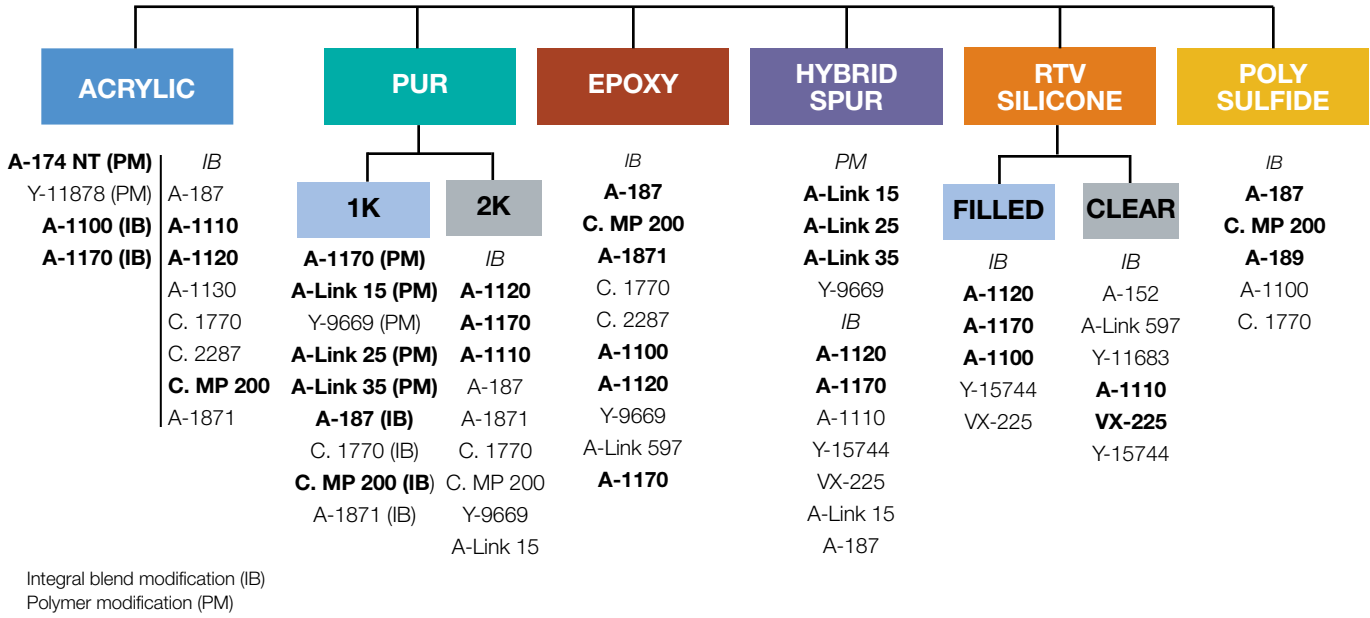 ACRYLIC
A-174 NT (PM)
Y-11878 (PM)
A-1100 (IB)
A-1170 (IB)
IB
A-187
A-1110
A-1120
A-1130
C. 1770
C. 2287
C. MP 200
A-1871
PUR
1K
A-1170 (PM)
A-Link 15 (PM)
Y-9669 (PM)
A-Link 25 (PM)
A-Link 35 (PM)
A-187 (IB)
C. 1770 (IB)
C. MP 200 (IB)
A-1871 (IB)
2K
IB
A-1120
A-1170
A-1110
A-187
A-1871
C. 1770
C. MP 200
Y-9669
A-Link 15
EPOXY
IB
A-187
C. MP 200
A-1871
C. 1770
C. 2287
A-1100
A-1120
Y-9669
A-Link 597
A-1170
HYBRID
SPUR
PM
A-Link 15
A-Link 25
A-Link 35
Y-9669
IB
A-1120
A-1170
A-1110
Y-15744
VX-225
A-Link 15
A-187
RTV
SILICONE
FILLED
IB
A-1120
A-1170
A-1100
Y-15744
VX-225
CLEAR
IB
A-152
A-Link 597
Y-11683
A-1110
VX-225
Y-15744
POLY
SULFIDE
IB
A-187
C. MP 200
A-189
A-1100
C. 1770
Integral blend modification (IB)
Polymer modification (PM)